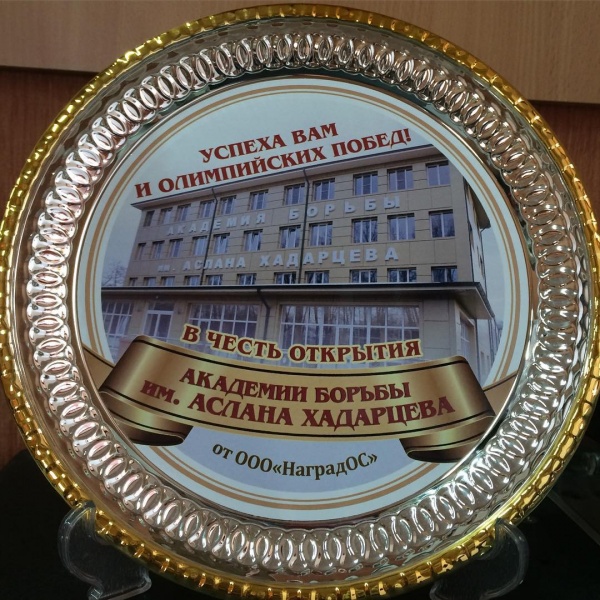 УСПЕХА ВАМ
И ОЛИМПИЙСКИХ ПОБЕД!
АКАДЕМИЯ БОРЬБЫ
ИМ. АСЛАНА ХАДАРЦЕВА
В ЧЕСТЬ ОТКРЫТИЯ
АКАДЕМИИ БОРЬБЫ
ИМ. АСЛАНА ХАДАРЦЕВА
от ООО«НаградОС»